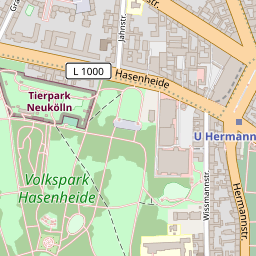 Jahnstr.
L 1000
Hasenheide
Tierpark
Neukölln
U Hermann
Volkspark
Hasenheide
Wissmannstr.
Hermannstr.